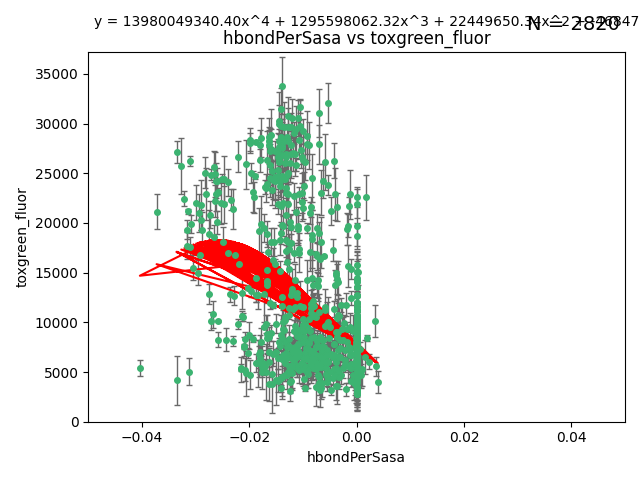 y = 13980049340.40x^4 + 1295598062.32x^3 + 22449650.34x^2 +
N = 2820
hbondPerSasa vs toxgreen_fluor
35000
30000
25000
20000
15000
10000
5000
0
toxgreen_fluor
−0.04
−0.02
0.00
0.02
0.04
hbondPerSasa